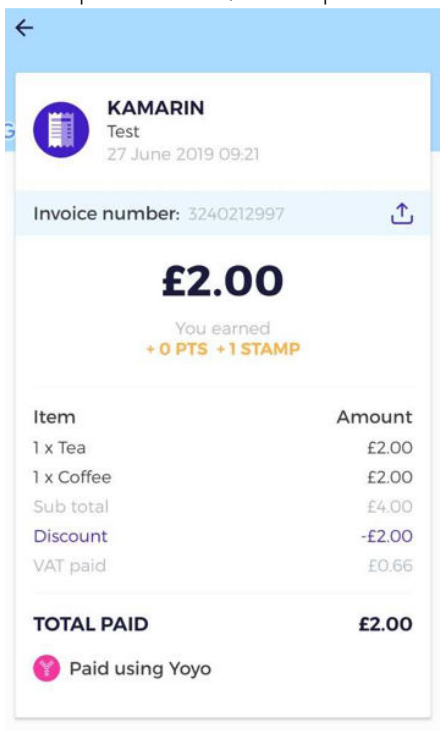 KAMARIN
Test
27 June 2019 09:21
Invoice number: 3240212997
£2.00
You earned
+ 0 PTS + 1 STAMP
Item Amount
1 x Tea £2.00
1 x Coffee £2.00
Sub total £4.00
Discount -£2.00
VAT paid £0.66
TOTAL PAID £2.00
Paid using Yoyo